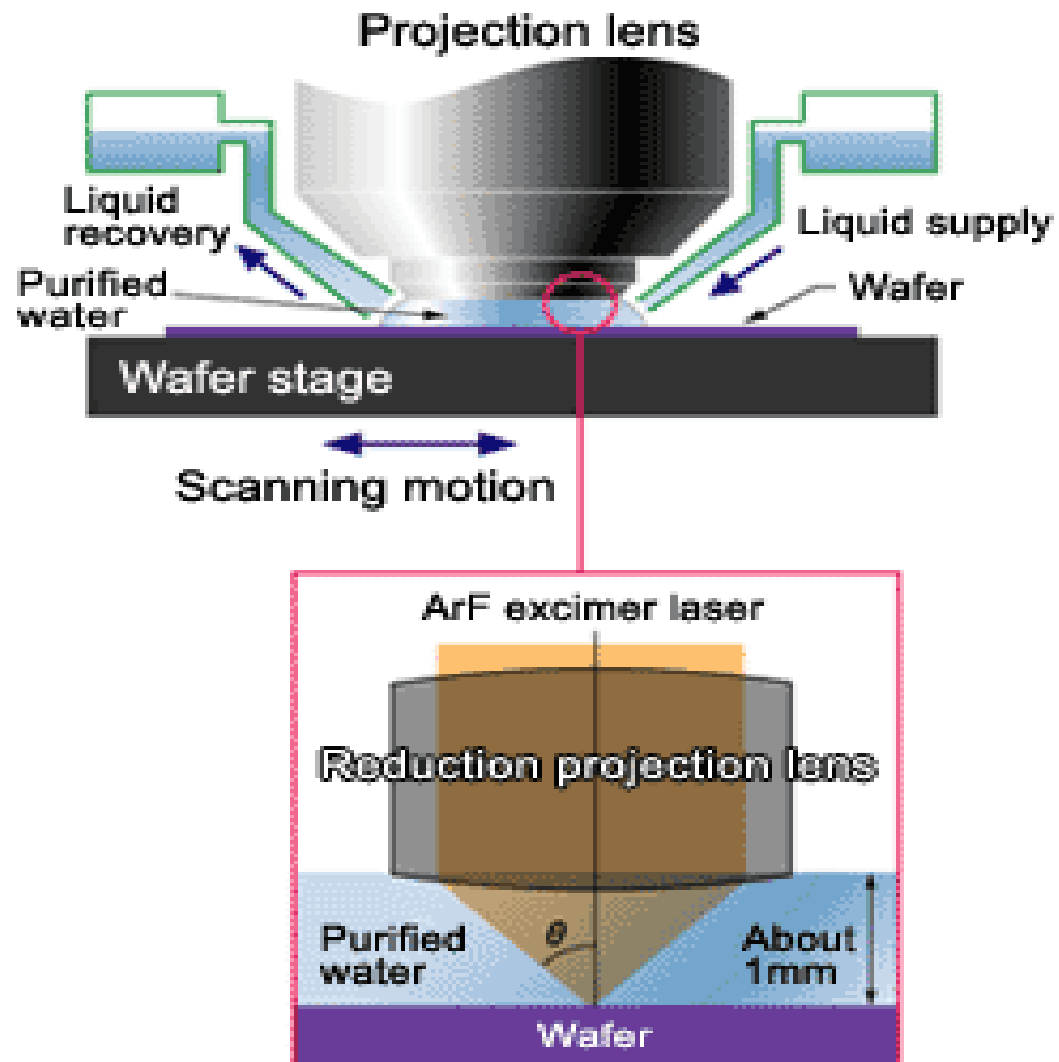 Projection lens
Liquid
recovery
Liquid supply
Purified
water
Wafer
Wafer stage
Scanning motion
ArF excimer laser
Reduction projection lens
θ
Purified
water
About
1mm
Wafer